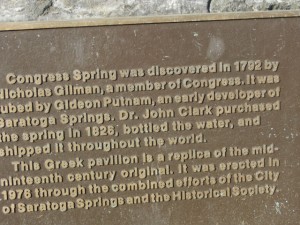 Congress Spring was discovered in 1792 by
Nicholas Gilman, a member of Congress. It was
tubed by Gideon Putnam, an early developer of
Saratoga Springs. Dr. John Clark purchased
the spring in 1826, bottled the water, and
shipped it throughout the world.
This Greek pavilion is a replica of the mid-
nineteenth century original. It was erected in
1976 through the combined efforts of the City
of Saratoga Springs and the Historical Society.